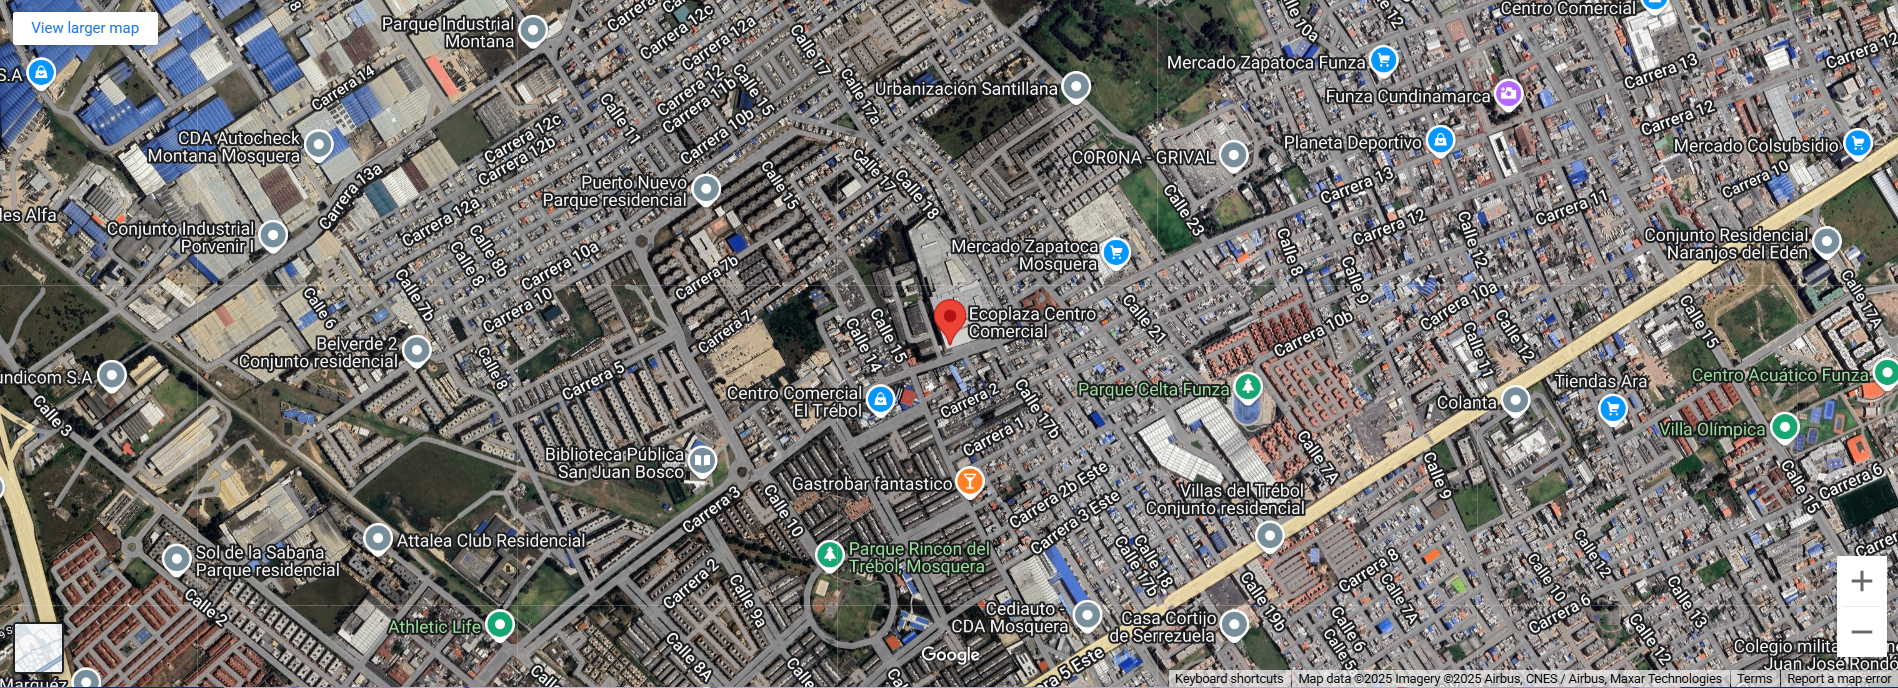 View larger map
Parque Industrial
Montana
S.A
Carrera 14
CDA Autocheck
Montana Mosquera
Carrera 13a
Conjunto Industrial
Porvenir I
Carrera 12c
Carrera 12b
Carrera 12a
Calle 8
Calle 9b
Carrera 10a
Carrera 10
Calle 7b
Calle 6
Calle 11
Carrera 12c
Carrera 12a
Carrera 12
Carrera 11b
Carrera 10b
Calle 15
Calle 17
Calle 17a
Calle 17
Calle 18
Calle 15
Puerto Nuevo
Parque residencial
Urbanización Santillana
CORONA - GRIVAL
Calle 23
Mercado Zapatoca Funza
Funza Cundinamarca
Planeta Deportivo
Centro Comercial
Calle 10a
Calle 12
Carrera 13
Carrera 12
Carrera 12
Mercado Colsubsidio
Carrera 10
Carrera 13
Carrera 12
Carrera 11
Calle 12
Calle 8
Calle 9
Conjunto Residencial
Naranjos del Edén
Calle 17A
Calle 15
Carrera 10a
Carrera 10b
Calle 11
Calle 12
Mercado Zapatoca
Mosquera
Calle 21
Ecoplaza Centro
Comercial
Carrera 7b
Carrera 7
Calle 14
Calle 15
Belverde 2
Conjunto residencial
Calle 8
Carrera 5
undicom S.A
Calle 3
Centro Comercial
El Trébol
Carrera 2
Carrera 1
Calle 17b
Parque Celta Funza
Colanta
Tiendas Ara
Centro Acuático Funza
Villa Olímpica
Calle 7A
Calle 9
Calle 15
Carrera 6
Biblioteca Pública
San Juan Bosco
Gastrobar fantastico
Carrera 2b Este
Carrera 3 Este
Villas del Trébol
Conjunto residencial
Carrera 3
Calle 10
Attalea Club Residencial
Sol de la Sabana
Parque residencial
Calle 2
Athletic Life
Carrera 2
Calle 9a
Calle 8A
Parque Rincón del
Trébol, Mosquera
Calle 18
Calle 17b
Cediauto -
CDA Mosquera
Casa Cortijo
de Serrezuela
Calle 19b
Carrera 8
Calle 7A
Calle 6
Calle 5
Carrera 6
Calle 10
Calle 12
Calle 12
Calle 13
Colegio milita
Juan José Rondó
Marquéz
Calle
Google
Keyboard shortcuts
Map data ©2025 Imagery ©2025 Airbus, CNES / Airbus, Maxar Technologies
Terms
Report a map error